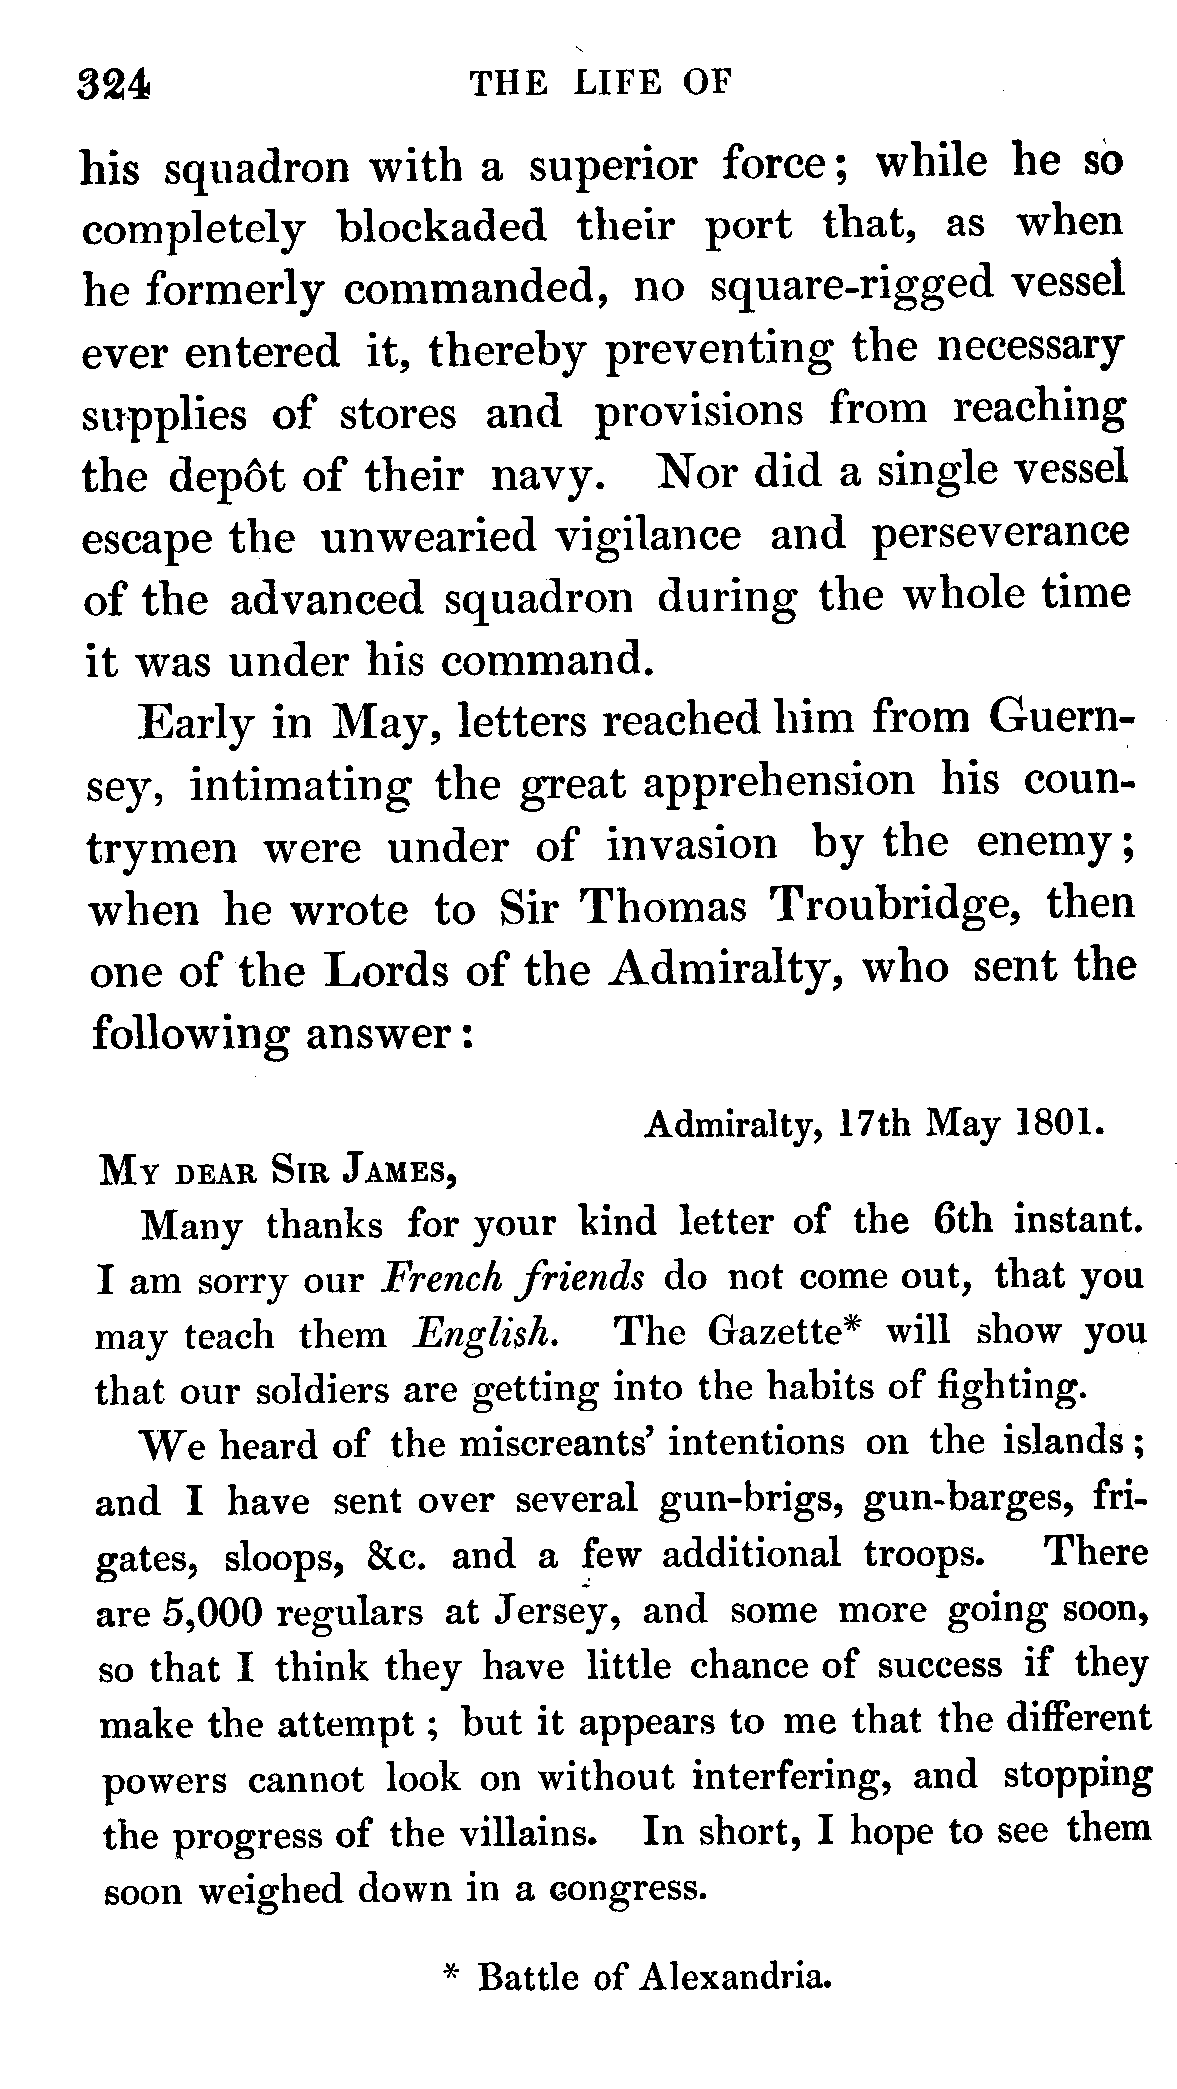 324 THE LIFE OF
his squadron with a superior force; while he so
completely blockaded their port that, as when
he formerly commanded, no square-rigged vessel
ever entered it, thereby preventing the necessary
supplies of stores and provisions from reaching
the depôt of their navy. Nor did a single vessel
escape the unwearied vigilance and perseverance
of the advanced squadron during the whole time
it was under his command.
Early in May, letters reached him from Guern-
sey, intimating the great apprehension his coun-
trymen were under of invasion by the enemy;
when he wrote to Sir Thomas Troubridge, then
one of the Lords of the Admiralty, who sent the
following answer:
Admiralty, 17th May 1801.
MY DEAR SIR JAMES,
Many thanks for your kind letter of the 6th instant.
I am sorry our French friends do not come out, that you
may teach them English. The Gazette* will show you
that our soldiers are getting into the habits of fighting.
We heard of the miscreants' intentions on the islands;
and I have sent over several gun-brigs, gun-barges, fri-
gates, sloops, &c. and a few additional troops. There
are 5,000 regulars at Jersey, and some more going soon,
so that I think they have little chance of success if they
make the attempt; but it appears to me that the different
powers cannot look on without interfering, and stopping
the progress of the villains. In short, I hope to see them
soon weighed down in a congress.
* Battle of Alexandria.